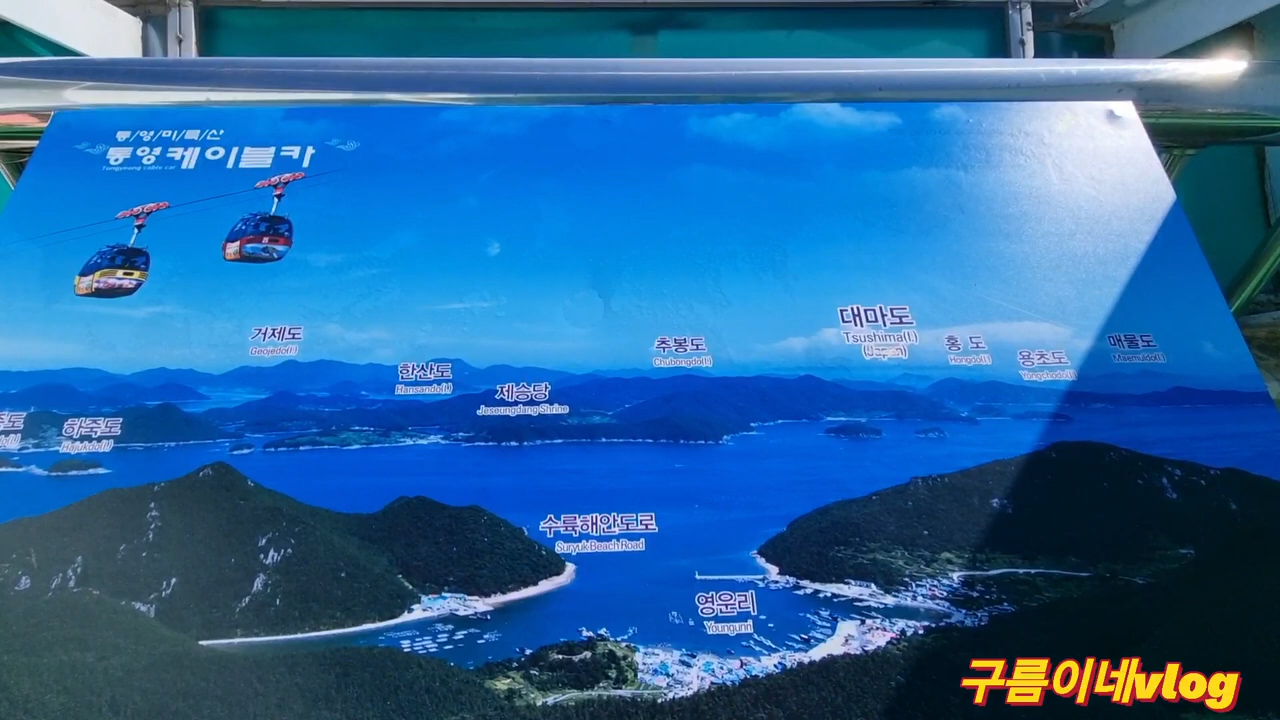 통/영/미/륵/산
통영케이블카
Tongyeong cable car
거제도
Geojedo(I.)
한산도
Hansando(I.)
제승당
Jeseungdang Shrine
추봉도
Chubongdo(I.)
대마도
Tsushima(I.)
(Japan)
홍 도
Hongdo(I.)
용초도
Yongchodo(I.)
매물도
Maemuldo(I.)
하죽도
Hajukdo(I.)
수륙해안도로
Suryuk Beach Road
영운리
Youngunri
구름이네vlog